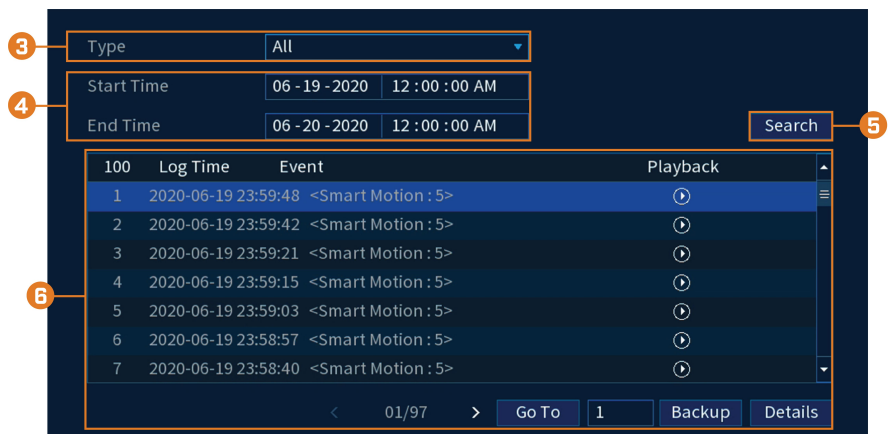 3 Type All
4 Start Time 06 - 19 - 2020 12 : 00 : 00 AM
End Time 06 - 20 - 2020 12 : 00 : 00 AM
Search 5
100 Log Time Event Playback
1 2020-06-19 23:59:48 <Smart Motion : 5>
2 2020-06-19 23:59:42 <Smart Motion : 5>
3 2020-06-19 23:59:21 <Smart Motion : 5>
4 2020-06-19 23:59:15 <Smart Motion : 5>
6
5 2020-06-19 23:59:03 <Smart Motion : 5>
6 2020-06-19 23:58:57 <Smart Motion : 5>
7 2020-06-19 23:58:40 <Smart Motion : 5>
< 01/97 > Go To 1 Backup Details